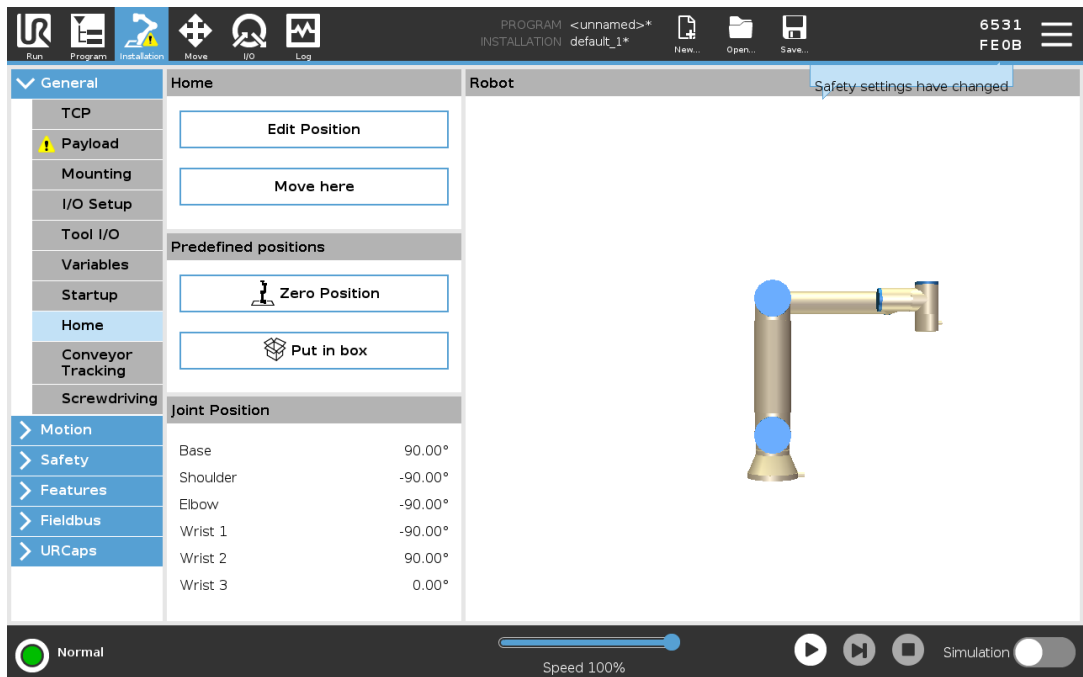 Run
Program
Installation
Move
I/O
Log
PROGRAM <unnamed>*
INSTALLATION default_1*
New...
Open...
Save...
6531
FE0B
Safety settings have changed
General
TCP
Payload
Mounting
I/O Setup
Tool I/O
Variables
Startup
Home
Conveyor
Tracking
Screwdriving
Motion
Safety
Features
Fieldbus
URCaps
Home
Edit Position
Move here
Predefined positions
Zero Position
Put in box
Joint Position
Base 90.00°
Shoulder -90.00°
Elbow -90.00°
Wrist 1 -90.00°
Wrist 2 90.00°
Wrist 3 0.00°
Robot
Normal
Speed 100%
Simulation